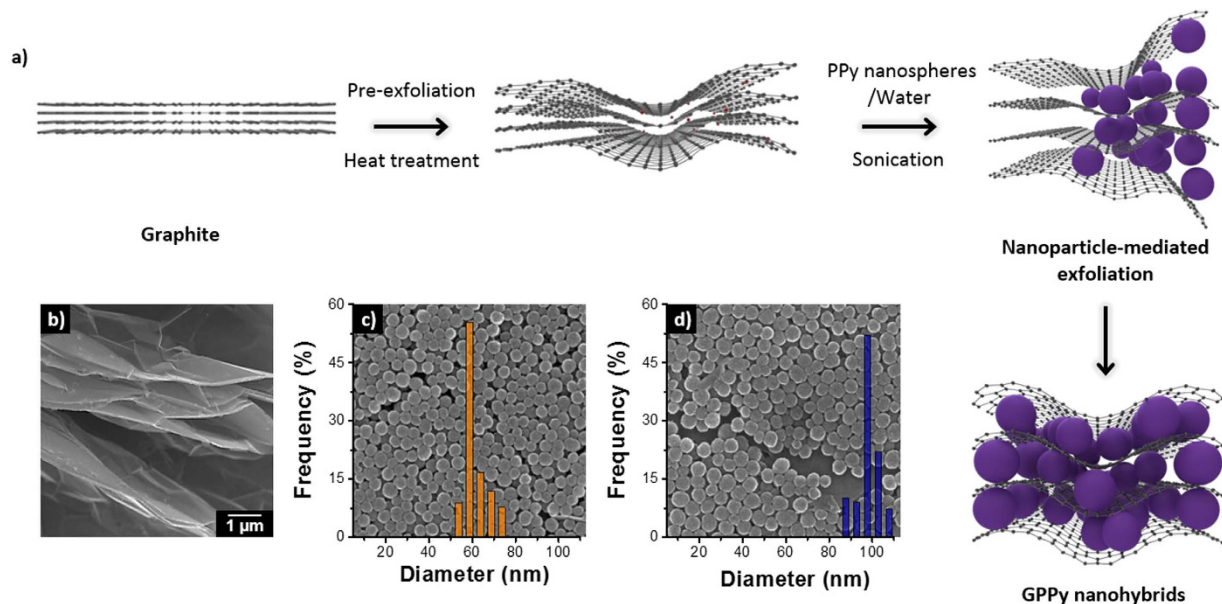 a)
Pre-exfoliation
Heat treatment
PPy nanospheres
/Water
Sonication
Graphite
Nanoparticle-mediated
exfoliation
b)
1 µm
c)
Frequency (%)
60
45
30
15
0
20 40 60 80 100
Diameter (nm)
d)
Frequency (%)
60
45
30
15
0
20 40 60 80 100
Diameter (nm)
GPPy nanohybrids